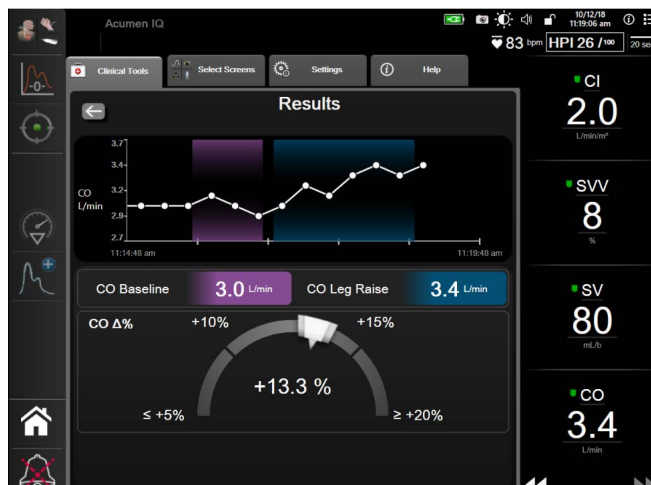 Acumen IQ
10/12/18
11:19:06 am
83 bpm HPI 26 /100 20 sec
Clinical Tools Select Screens Settings Help
Results
3.7
3.4
CO
L/min
3.2
2.9
2.7
11:14:48 am 11:19:48 am
CO Baseline 3.0 L/min CO Leg Raise 3.4 L/min
CO Δ%
+10% +15%
+13.3 %
≤ +5% ≥ +20%
CI
2.0
L/min/m²
SVV
8
%
SV
80
mL/b
CO
3.4
L/min
-0-